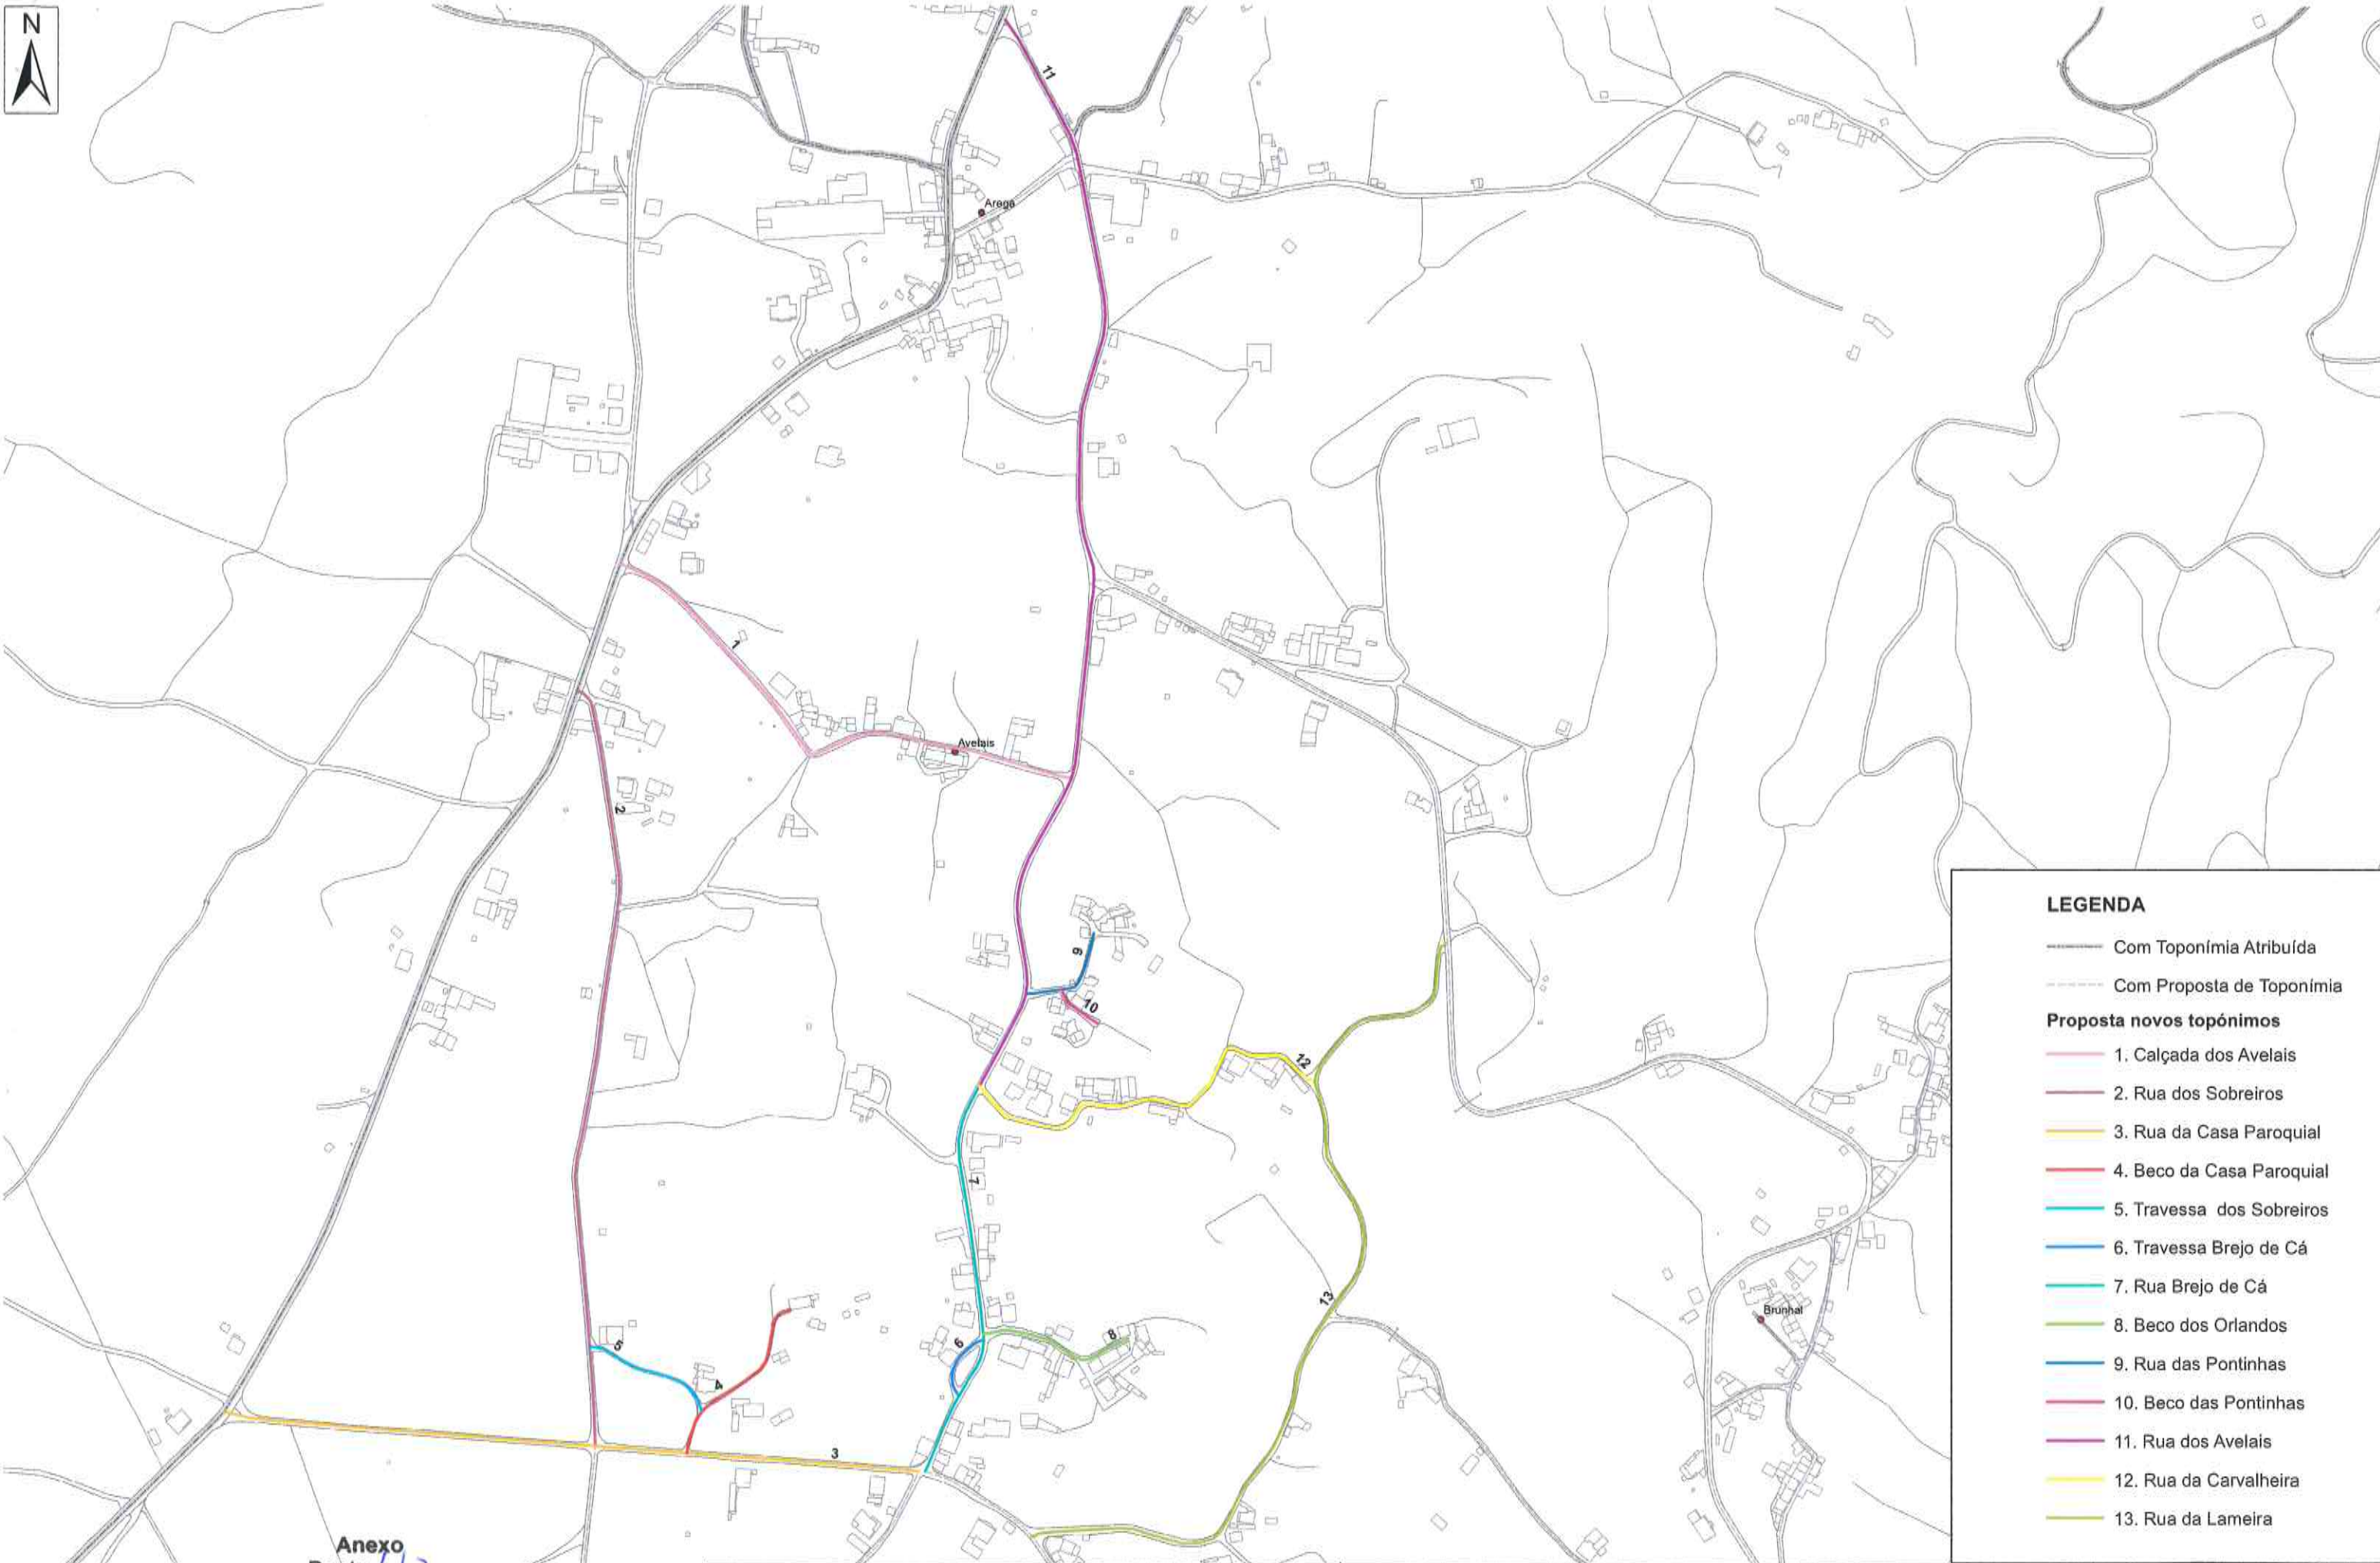 N
11
Arega
1
Avelais
2
9
10
12
7
13
Brunhal
5
6
8
4
3
Anexo
LEGENDA
Com Toponímia Atribuída
Com Proposta de Toponímia
Proposta novos topónimos
1. Calçada dos Avelais
2. Rua dos Sobreiros
3. Rua da Casa Paroquial
4. Beco da Casa Paroquial
5. Travessa dos Sobreiros
6. Travessa Brejo de Cá
7. Rua Brejo de Cá
8. Beco dos Orlandos
9. Rua das Pontinhas
10. Beco das Pontinhas
11. Rua dos Avelais
12. Rua da Carvalheira
13. Rua da Lameira